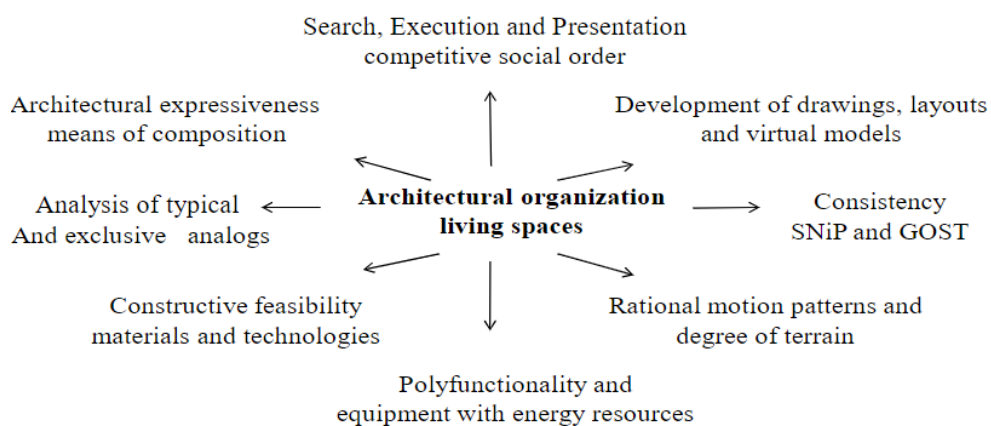 Search, Execution and Presentation
competitive social order
Architectural expressiveness
means of composition
Development of drawings, layouts
and virtual models
Analysis of typical
And exclusive analogs
Architectural organization
living spaces
Consistency
SNiP and GOST
Constructive feasibility
materials and technologies
Rational motion patterns and
degree of terrain
Polyfunctionality and
equipment with energy resources